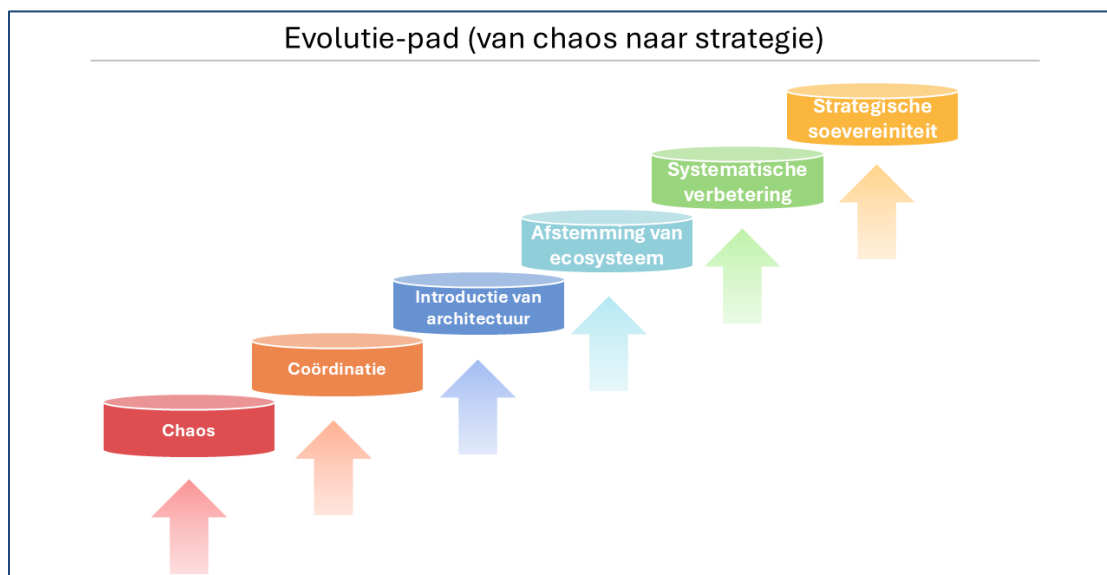 Evolutie-pad (van chaos naar strategie)
Strategische
soevereiniteit
Systematische
verbetering
Afstemming van
ecosysteem
Introductie van
architectuur
Coördinatie
Chaos